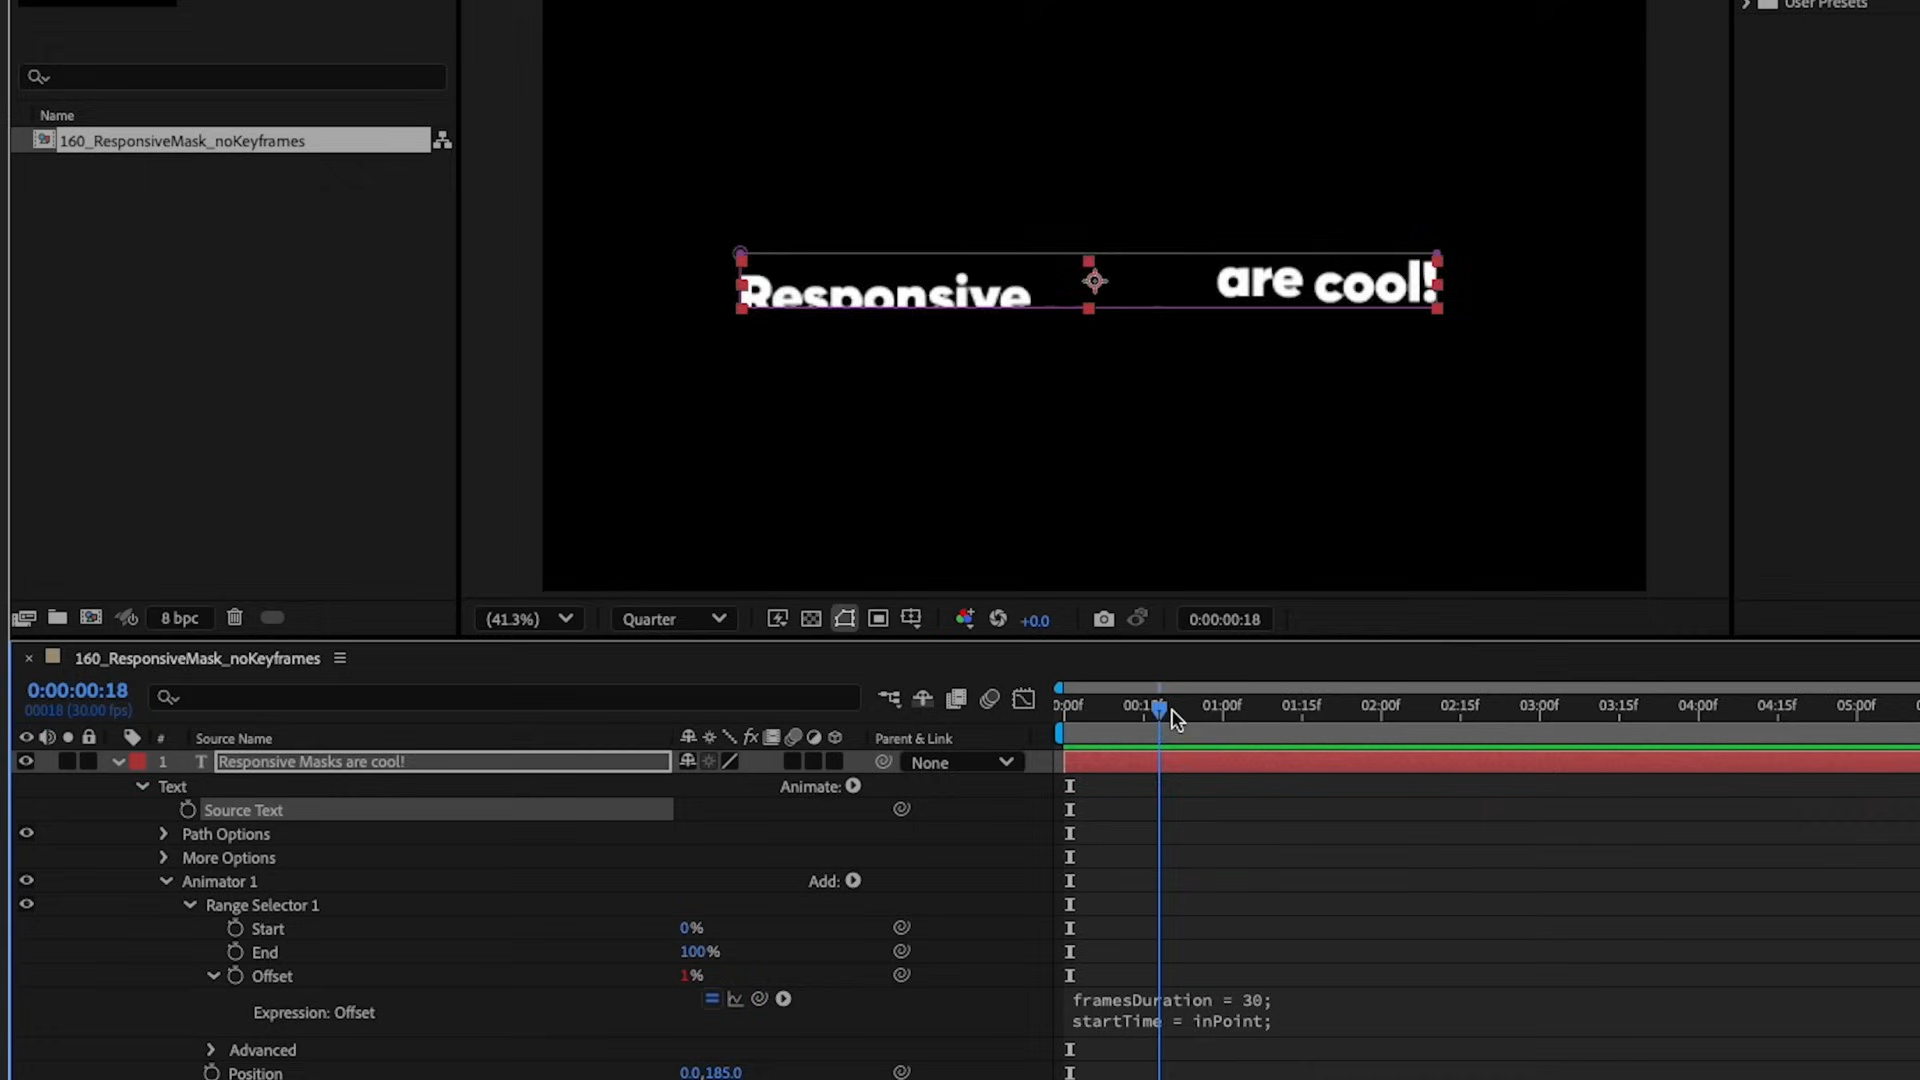 User Presets
Name
160_ResponsiveMask_noKeyframes
Responsive are cool!
8 bpc
(41.3%) Quarter +0.0 0:00:00:18
160_ResponsiveMask_noKeyframes
0:00:00:18
00018 (30.00 fps)
00:15f 01:00f 01:15f 02:00f 02:15f 03:00f 03:15f 04:00f 04:15f 05:00f
# Source Name fx Parent & Link
1 T Responsive Masks are cool! None
Text Animate:
Source Text
Path Options
More Options
Animator 1 Add:
Range Selector 1
Start 0%
End 100%
Offset 1%
Expression: Offset
framesDuration = 30;
startTime = inPoint;
Advanced
Position 0.0,185.0